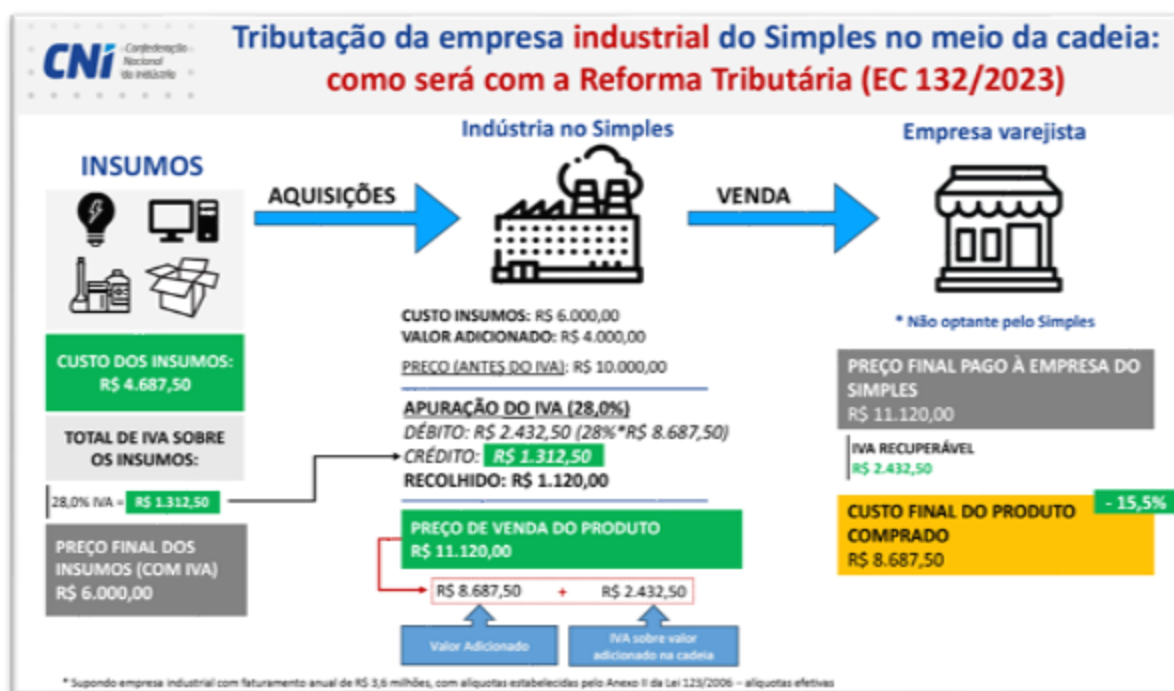 CNi Confederação
Nacional
da Indústria
Tributação da empresa industrial do Simples no meio da cadeia:
como será com a Reforma Tributária (EC 132/2023)
INSUMOS
CUSTO DOS INSUMOS:
R$ 4.687,50
TOTAL DE IVA SOBRE
OS INSUMOS:
28,0% IVA = R$ 1.312,50
PREÇO FINAL DOS
INSUMOS (COM IVA)
R$ 6.000,00
AQUISIÇÕES
Indústria no Simples
CUSTO INSUMOS: R$ 6.000,00
VALOR ADICIONADO: R$ 4.000,00
PREÇO (ANTES DO IVA): R$ 10.000,00
APURAÇÃO DO IVA (28,0%)
DÉBITO: R$ 2.432,50 (28%*R$ 8.687,50)
CRÉDITO: R$ 1.312,50
RECOLHIDO: R$ 1.120,00
PREÇO DE VENDA DO PRODUTO
R$ 11.120,00
R$ 8.687,50 + R$ 2.432,50
Valor Adicionado
IVA sobre valor
adicionado na cadeia
VENDA
Empresa varejista
* Não optante pelo Simples
PREÇO FINAL PAGO À EMPRESA DO
SIMPLES
R$ 11.120,00
IVA RECUPERÁVEL
R$ 2.432,50
- 15,5%
CUSTO FINAL DO PRODUTO
COMPRADO
R$ 8.687,50
* Supondo empresa industrial com faturamento anual de R$ 3,6 milhões, com alíquotas estabelecidas pelo Anexo II da Lei 123/2006 – alíquotas efetivas